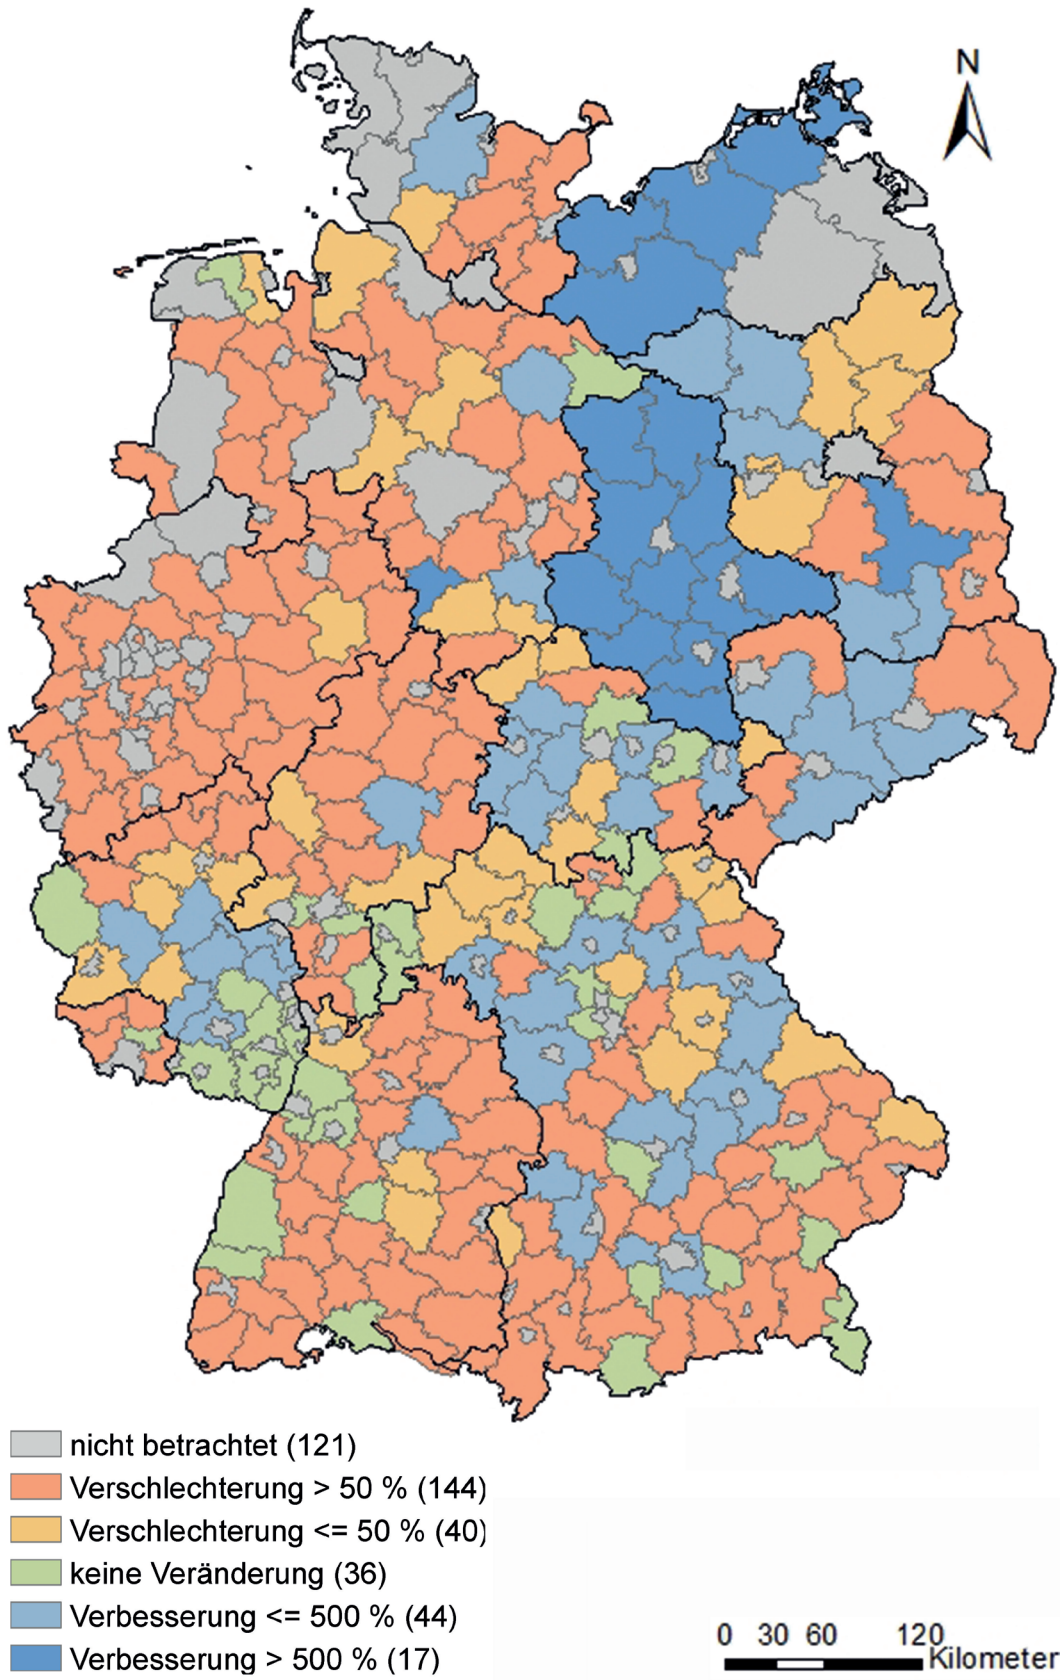 N
nicht betrachtet (121)
Verschlechterung > 50 % (144)
Verschlechterung <= 50 % (40)
keine Veränderung (36)
Verbesserung <= 500 % (44)
Verbesserung > 500 % (17)
0 30 60 120
Kilometer